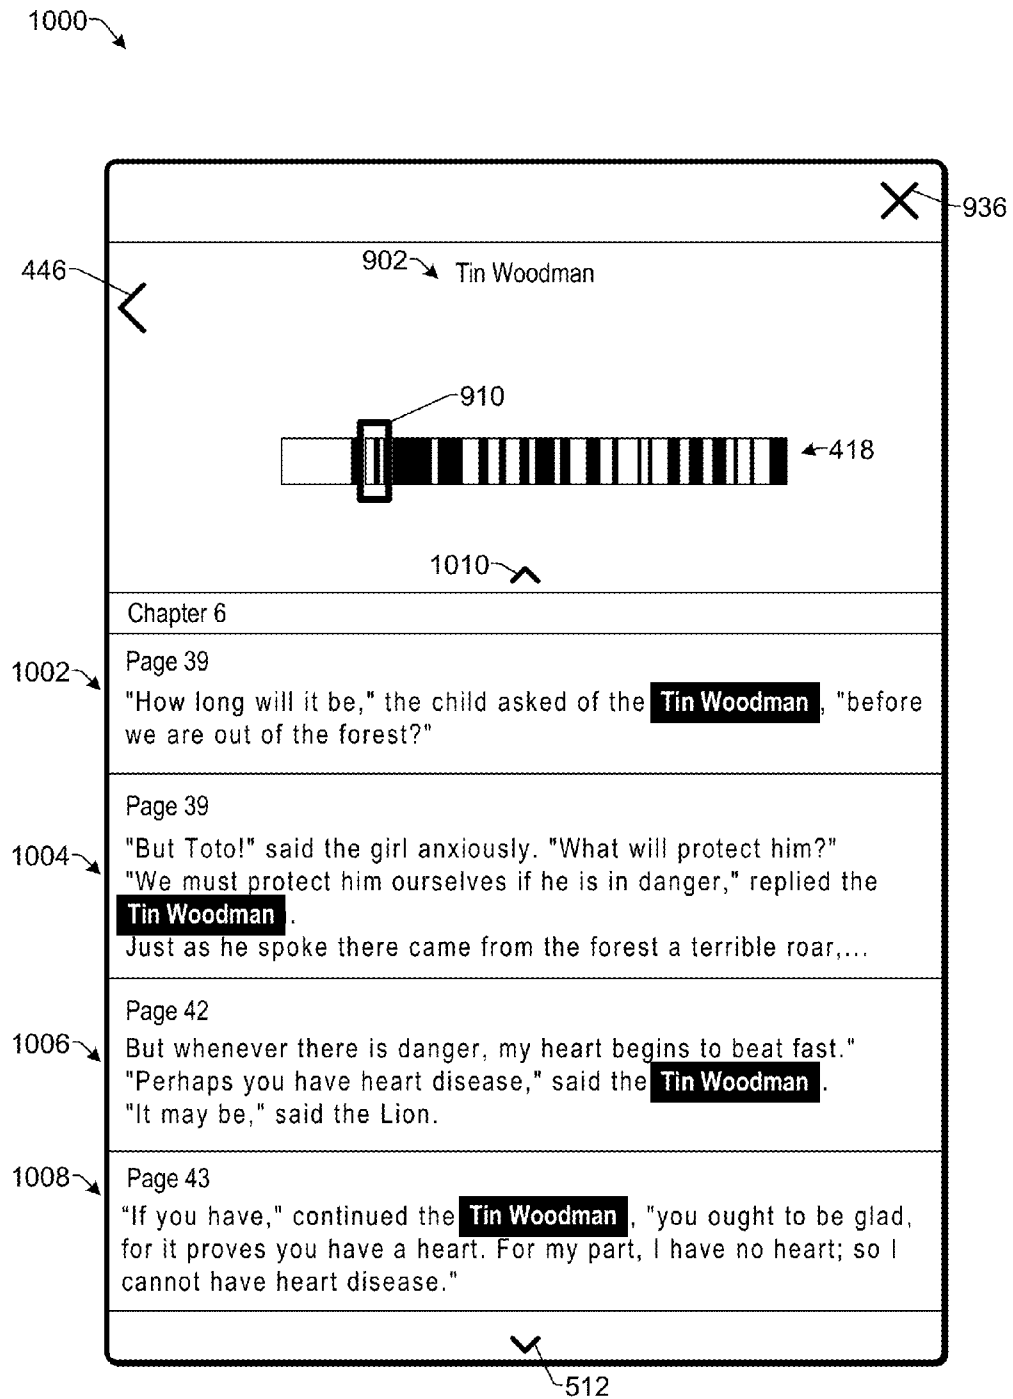 1000
936
446
902 Tin Woodman
910
418
1010
Chapter 6
1002
Page 39
"How long will it be," the child asked of the Tin Woodman, "before
we are out of the forest?"
1004
Page 39
"But Toto!" said the girl anxiously. "What will protect him?"
"We must protect him ourselves if he is in danger," replied the
Tin Woodman.
Just as he spoke there came from the forest a terrible roar,...
1006
Page 42
But whenever there is danger, my heart begins to beat fast."
"Perhaps you have heart disease," said the Tin Woodman.
"It may be," said the Lion.
1008
Page 43
“If you have," continued the Tin Woodman, "you ought to be glad,
for it proves you have a heart. For my part, I have no heart; so I
cannot have heart disease."
512